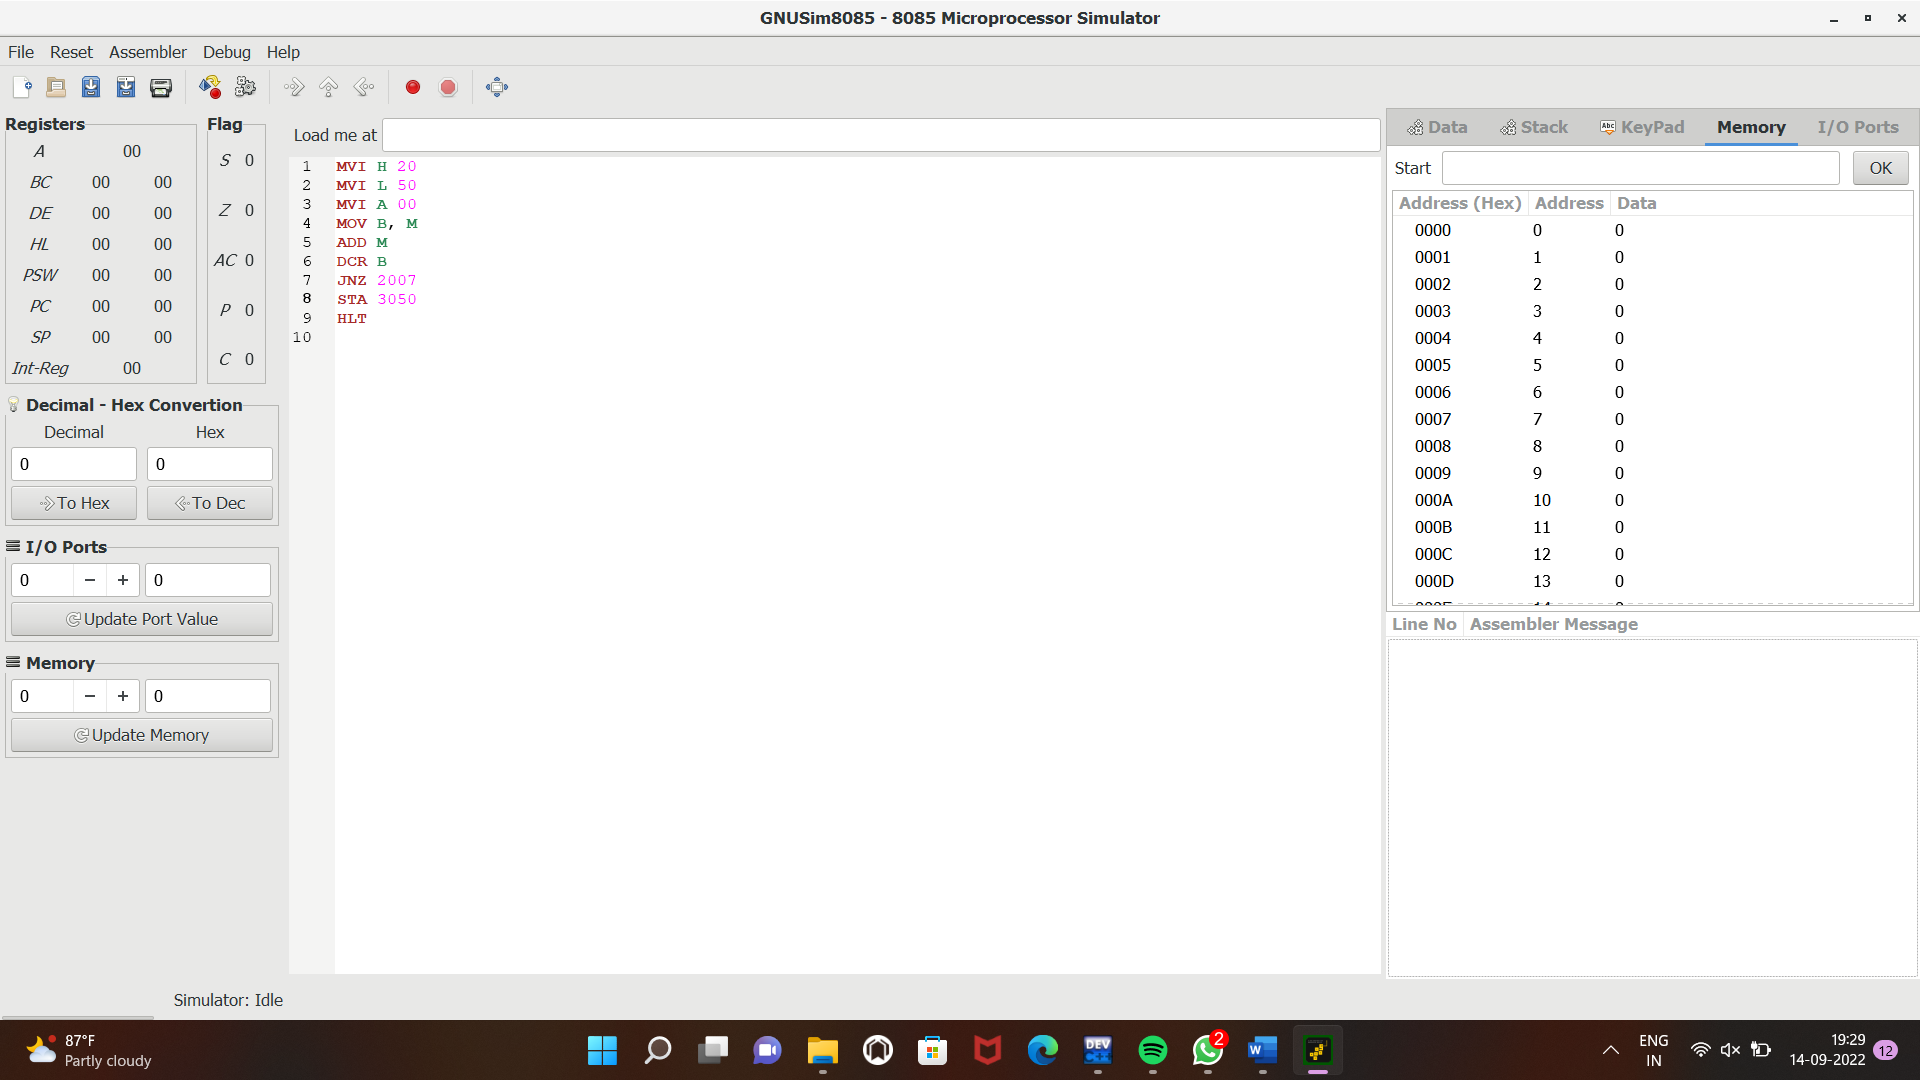 GNUSim8085 - 8085 Microprocessor Simulator
File Reset Assembler Debug Help
Registers
A 00
BC 00 00
DE 00 00
HL 00 00
PSW 00 00
PC 00 00
SP 00 00
Int-Reg 00
Flag
S 0
Z 0
AC 0
P 0
C 0
Decimal - Hex Convertion
Decimal Hex
0 0
To Hex To Dec
I/O Ports
0 − + 0
Update Port Value
Memory
0 − + 0
Update Memory
Load me at
1 MVI H 20
2 MVI L 50
3 MVI A 00
4 MOV B, M
5 ADD M
6 DCR B
7 JNZ 2007
8 STA 3050
9 HLT
10
Data Stack Abc KeyPad Memory I/O Ports
Start OK
Address (Hex) Address Data
0000 0 0
0001 1 0
0002 2 0
0003 3 0
0004 4 0
0005 5 0
0006 6 0
0007 7 0
0008 8 0
0009 9 0
000A 10 0
000B 11 0
000C 12 0
000D 13 0
Line No Assembler Message
Simulator: Idle
87°F
Partly cloudy
DEV
C++
2
W
ENG
IN
19:29
14-09-2022
12